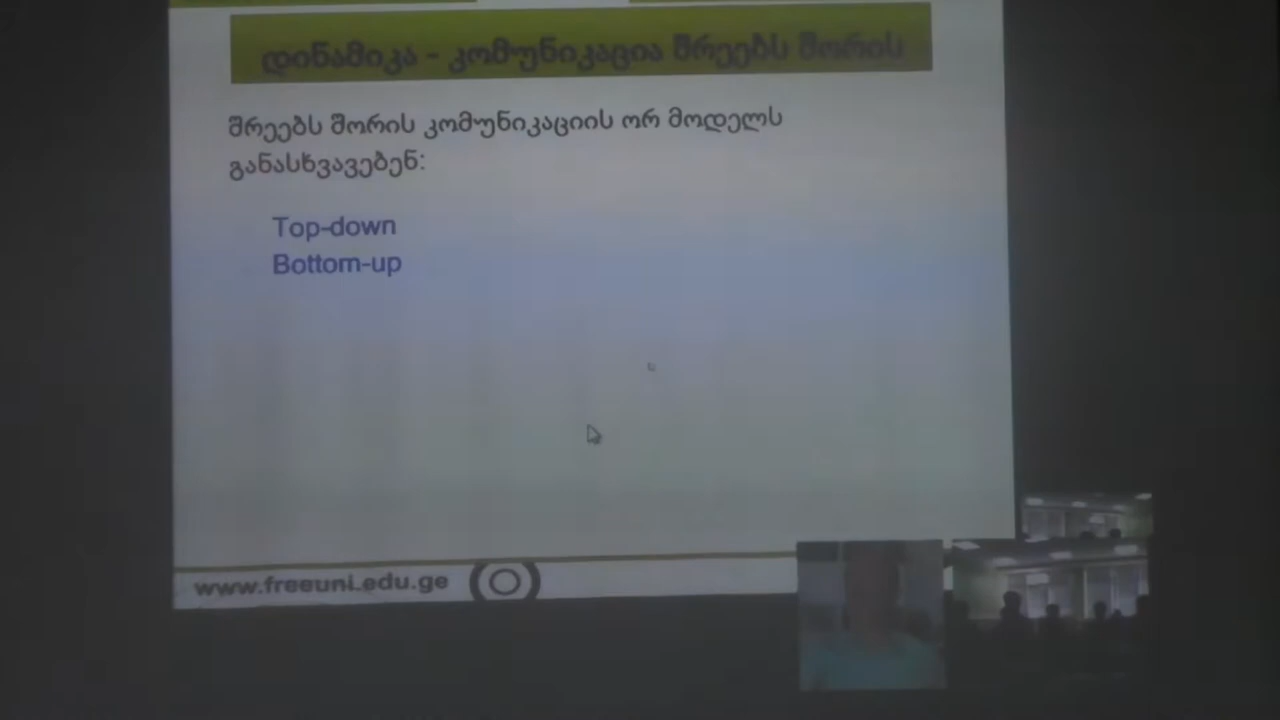 დინამიკა – კომუნიკაცია შრეებს შორის
შრეებს შორის კომუნიკაციის ორ მოდელს
განასხვავებენ:
Top-down
Bottom-up
www.freeuni.edu.ge